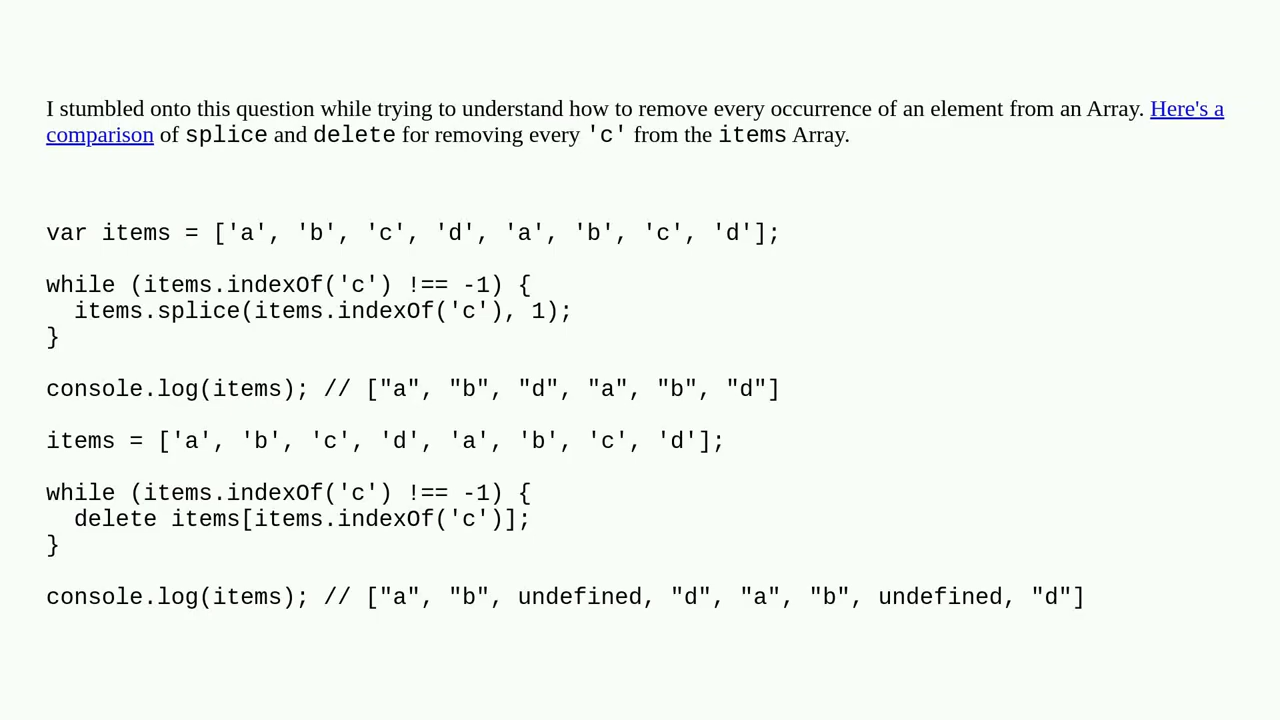 I stumbled onto this question while trying to understand how to remove every occurrence of an element from an Array. Here's a
comparison of splice and delete for removing every 'c' from the items Array.
var items = ['a', 'b', 'c', 'd', 'a', 'b', 'c', 'd'];
while (items.indexOf('c') !== -1) {
  items.splice(items.indexOf('c'), 1);
}
console.log(items); // ["a", "b", "d", "a", "b", "d"]
items = ['a', 'b', 'c', 'd', 'a', 'b', 'c', 'd'];
while (items.indexOf('c') !== -1) {
  delete items[items.indexOf('c')];
}
console.log(items); // ["a", "b", undefined, "d", "a", "b", undefined, "d"]